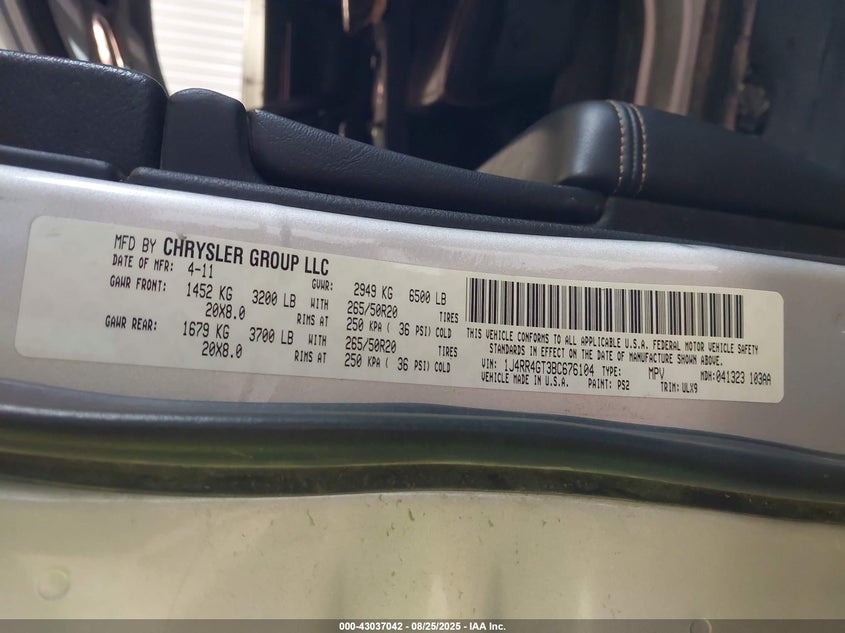 MFD BY CHRYSLER GROUP LLC
DATE OF MFR: 4-11 GVWR: 2949 KG 6500 LB
GAWR FRONT: 1452 KG 3200 LB WITH 265/50R20 TIRES
20X8.0 RIMS AT 250 KPA ( 36 PSI) COLD
GAWR REAR: 1679 KG 3700 LB WITH 265/50R20 TIRES
20X8.0 RIMS AT 250 KPA ( 36 PSI) COLD
THIS VEHICLE CONFORMS TO ALL APPLICABLE U.S.A. FEDERAL MOTOR VEHICLE SAFETY
STANDARDS IN EFFECT ON THE DATE OF MANUFACTURE SHOWN ABOVE.
VIN: 1J4RR4GT3BC676104 TYPE: MPV MDH: 041323 103AA
VEHICLE MADE IN U.S.A. PAINT: PS2 TRIM: ULX9
000-43037042 - 08/25/2025 - IAA Inc.